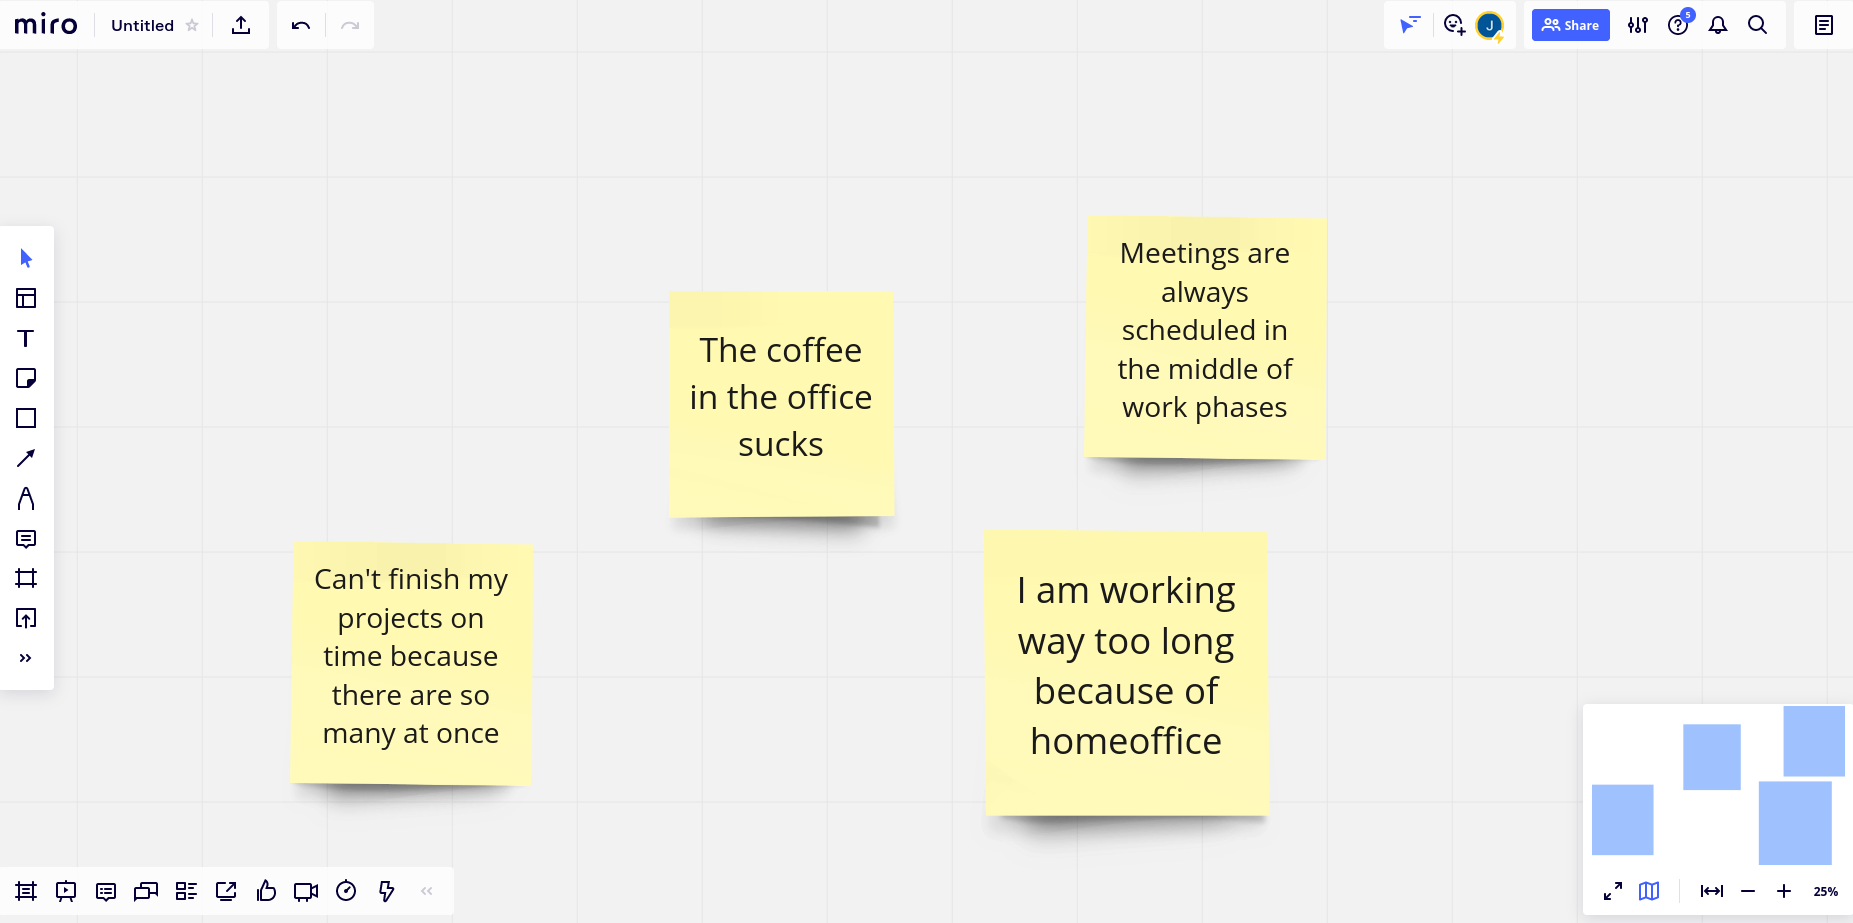 miro
Untitled
J
Share
5
Meetings are
always
scheduled in
the middle of
work phases
The coffee
in the office
sucks
Can't finish my
projects on
time because
there are so
many at once
I am working
way too long
because of
homeoffice
25%